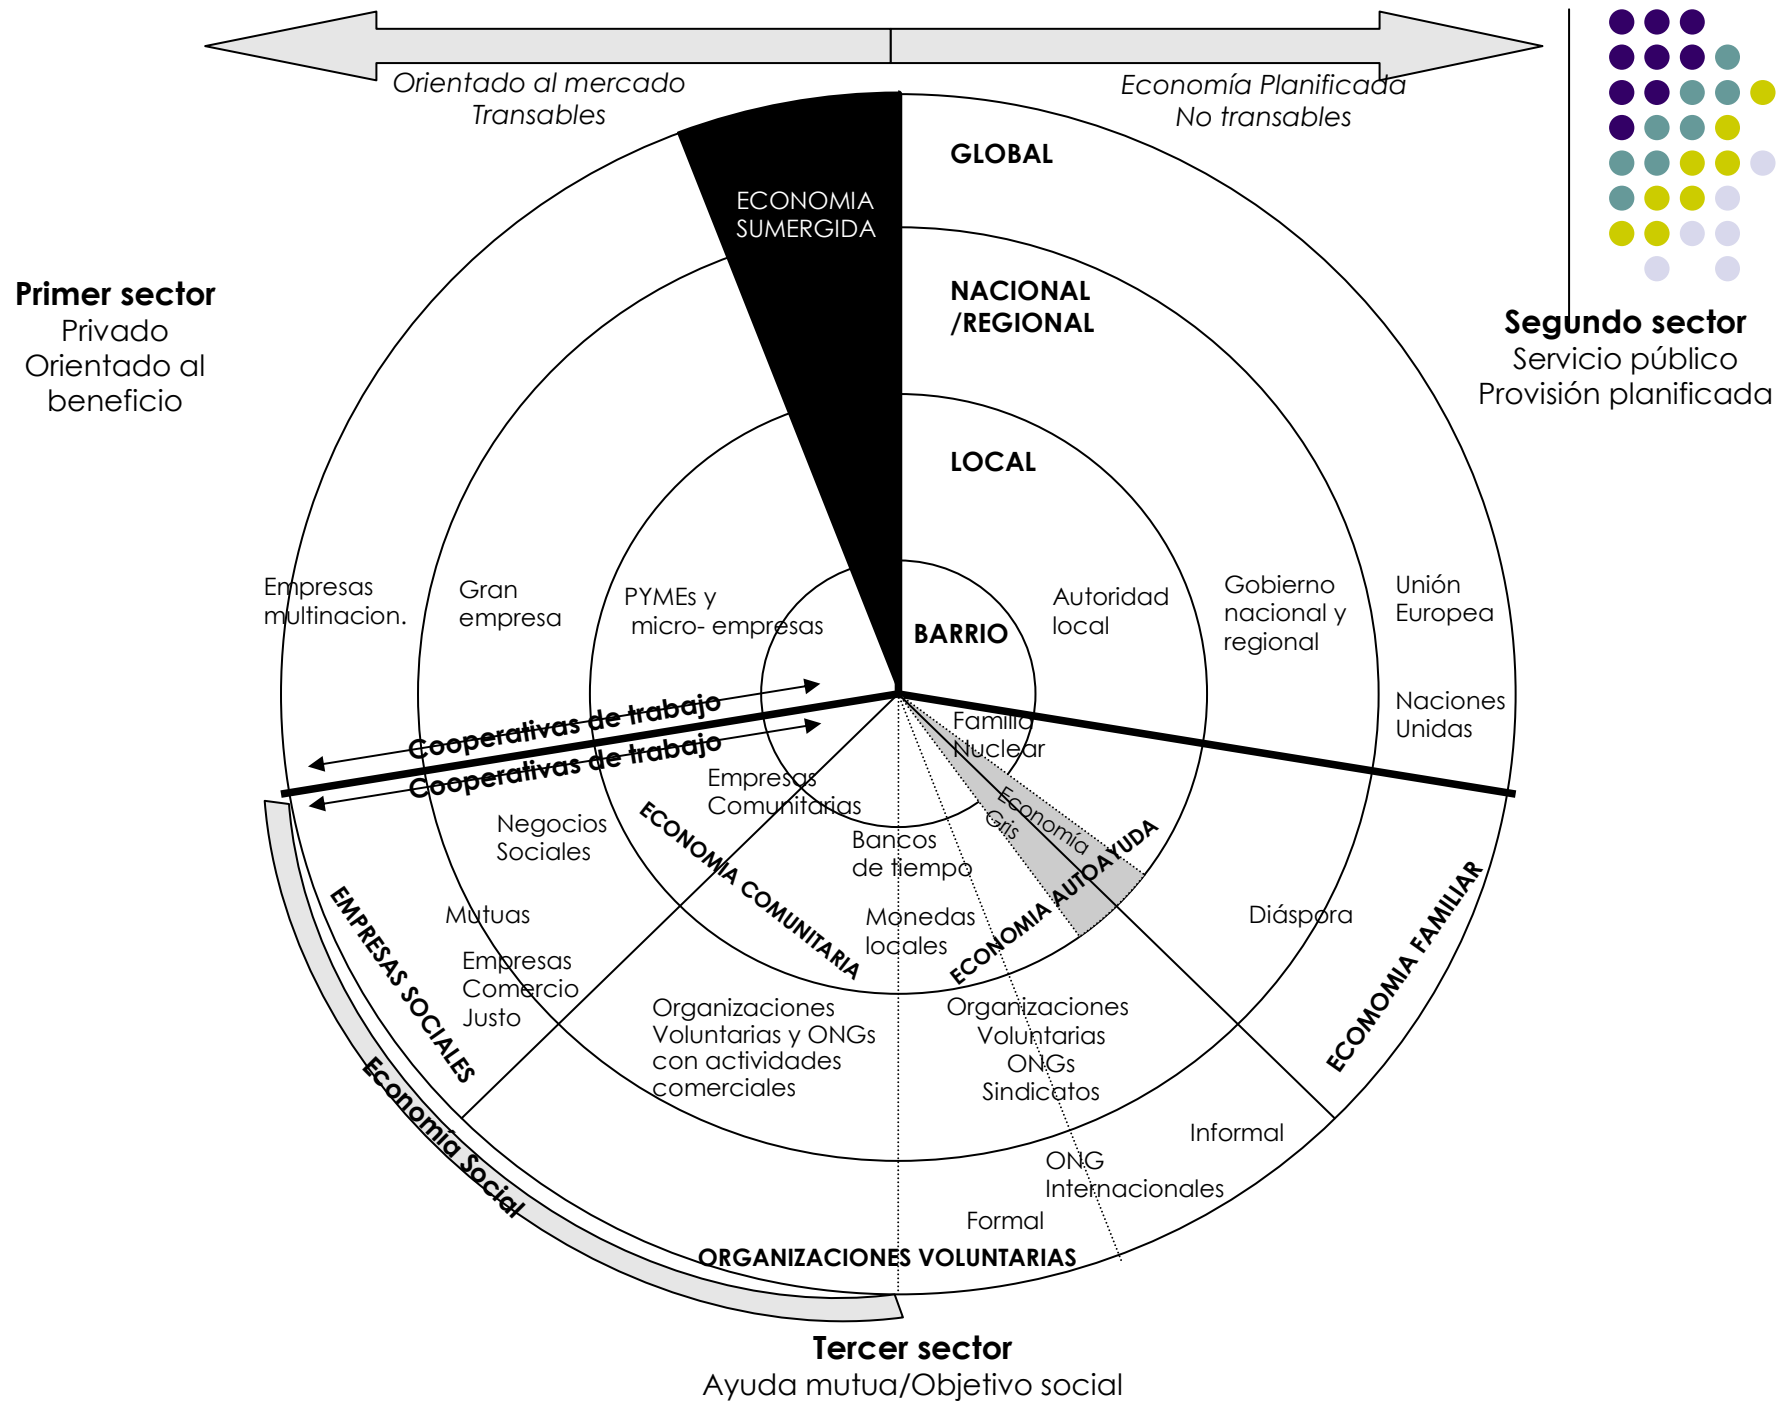 Orientado al mercado
Transables
Economía Planificada
No transables
GLOBAL
ECONOMIA
SUMERGIDA
NACIONAL
/REGIONAL
Primer sector
Privado
Orientado al
beneficio
Segundo sector
Servicio público
Provisión planificada
LOCAL
Empresas
multinacion.
Gran
empresa
PYMEs y
micro- empresas
BARRIO
Autoridad
local
Gobierno
nacional y
regional
Unión
Europea
Naciones
Unidas
Cooperativas de trabajo
Cooperativas de trabajo
Familia
Nuclear
Empresas
Comunitarias
Economía
Gris
Negocios
Sociales
ECONOMIA COMUNITARIA
Bancos
de tiempo
ECONOMIA AUTOAYUDA
Monedas
locales
Mutuas
Empresas
Comercio
Justo
EMPRESAS SOCIALES
Diáspora
ECOMOMIA FAMILIAR
Organizaciones
Voluntarias y ONGs
con actividades
comerciales
Organizaciones
Voluntarias
ONGs
Sindicatos
Economía Social
Informal
ONG
Internacionales
Formal
ORGANIZACIONES VOLUNTARIAS
Tercer sector
Ayuda mutua/Objetivo social